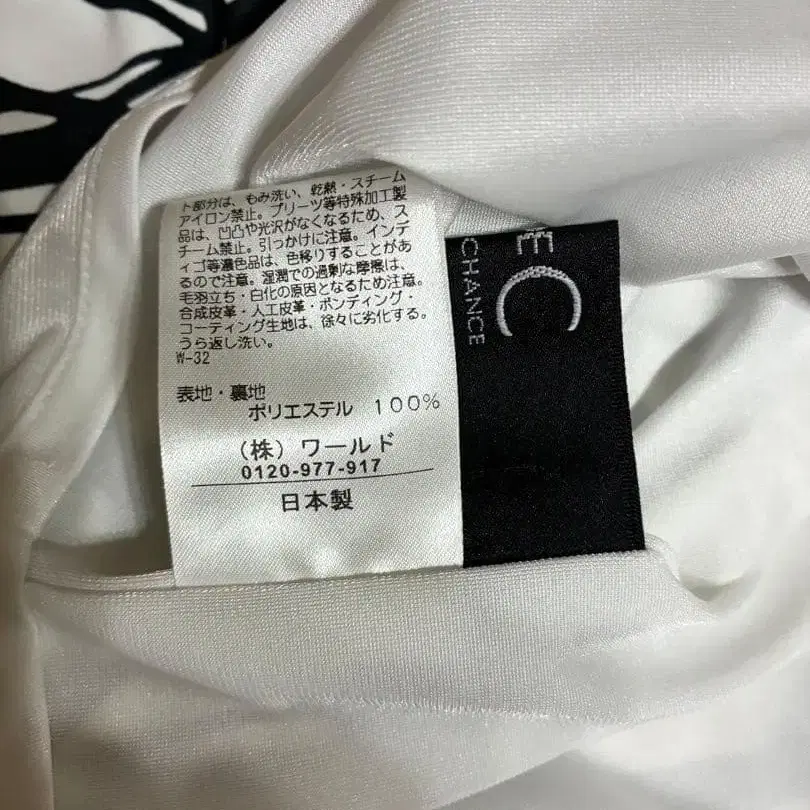 ト部分は、もみ洗い、乾熱・スチーム
アイロン禁止。プリーツ等特殊加工製
品は、凹凸や光沢がなくなるため、ス
チーム禁止。引っかけに注意。インデ
ィゴ等濃色品は、色移りすることがあ
るので注意。湿潤での過剰な摩擦は、
毛羽立ち・白化の原因となるため注意。
合成皮革・人工皮革・ボンディング・
コーティング生地は、徐々に劣化する。
うら返し洗い。
W-32
表地・裏地
ポリエステル 100%
(株) ワールド
0120-977-917
日本製
E C
CHANCE